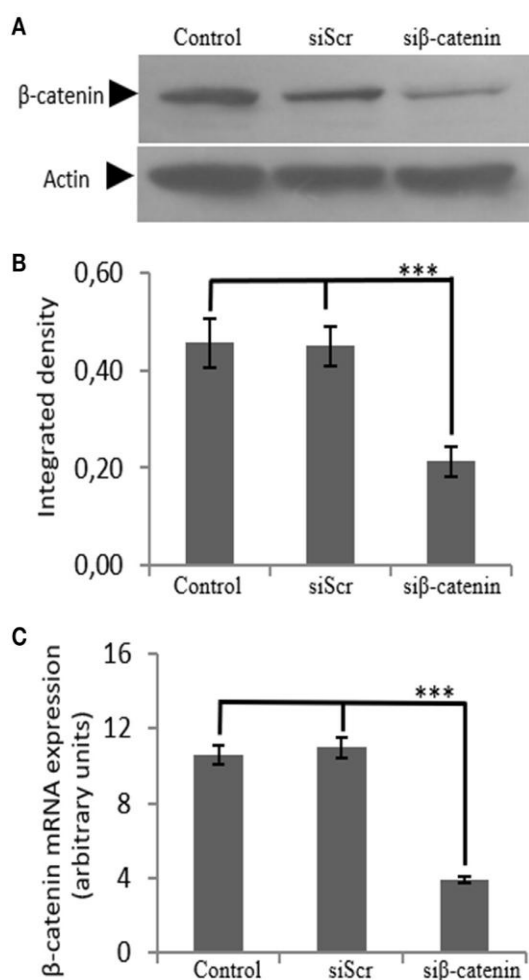 A
Control siScr siβ-catenin
β-catenin
Actin
B
Integrated density
0,60
***
0,40
0,20
0,00
Control siScr siβ-catenin
C
β-catenin mRNA expression
(arbitrary units)
16
***
12
8
4
0
Control siScr siβ-catenin